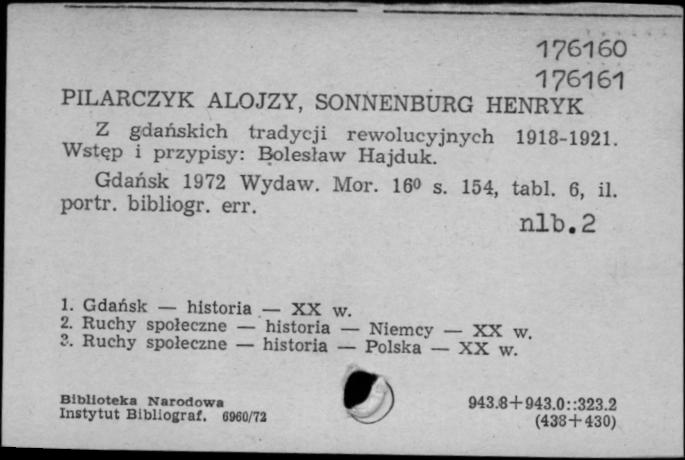 176160
176161
PILARCZYK ALOJZY, SONNENBURG HENRYK
Z gdańskich tradycji rewolucyjnych 1918-1921.
Wstęp i przypisy: Bolesław Hajduk.
Gdańsk 1972 Wydaw. Mor. 16⁰ s. 154, tabl. 6, il.
portr. bibliogr. err.
nlb.2
1. Gdańsk — historia — XX w.
2. Ruchy społeczne — historia — Niemcy — XX w.
3. Ruchy społeczne — historia — Polska — XX w.
Biblioteka Narodowa
Instytut Bibliograf. 6960/72
943.8+943.0::323.2
(438+430)